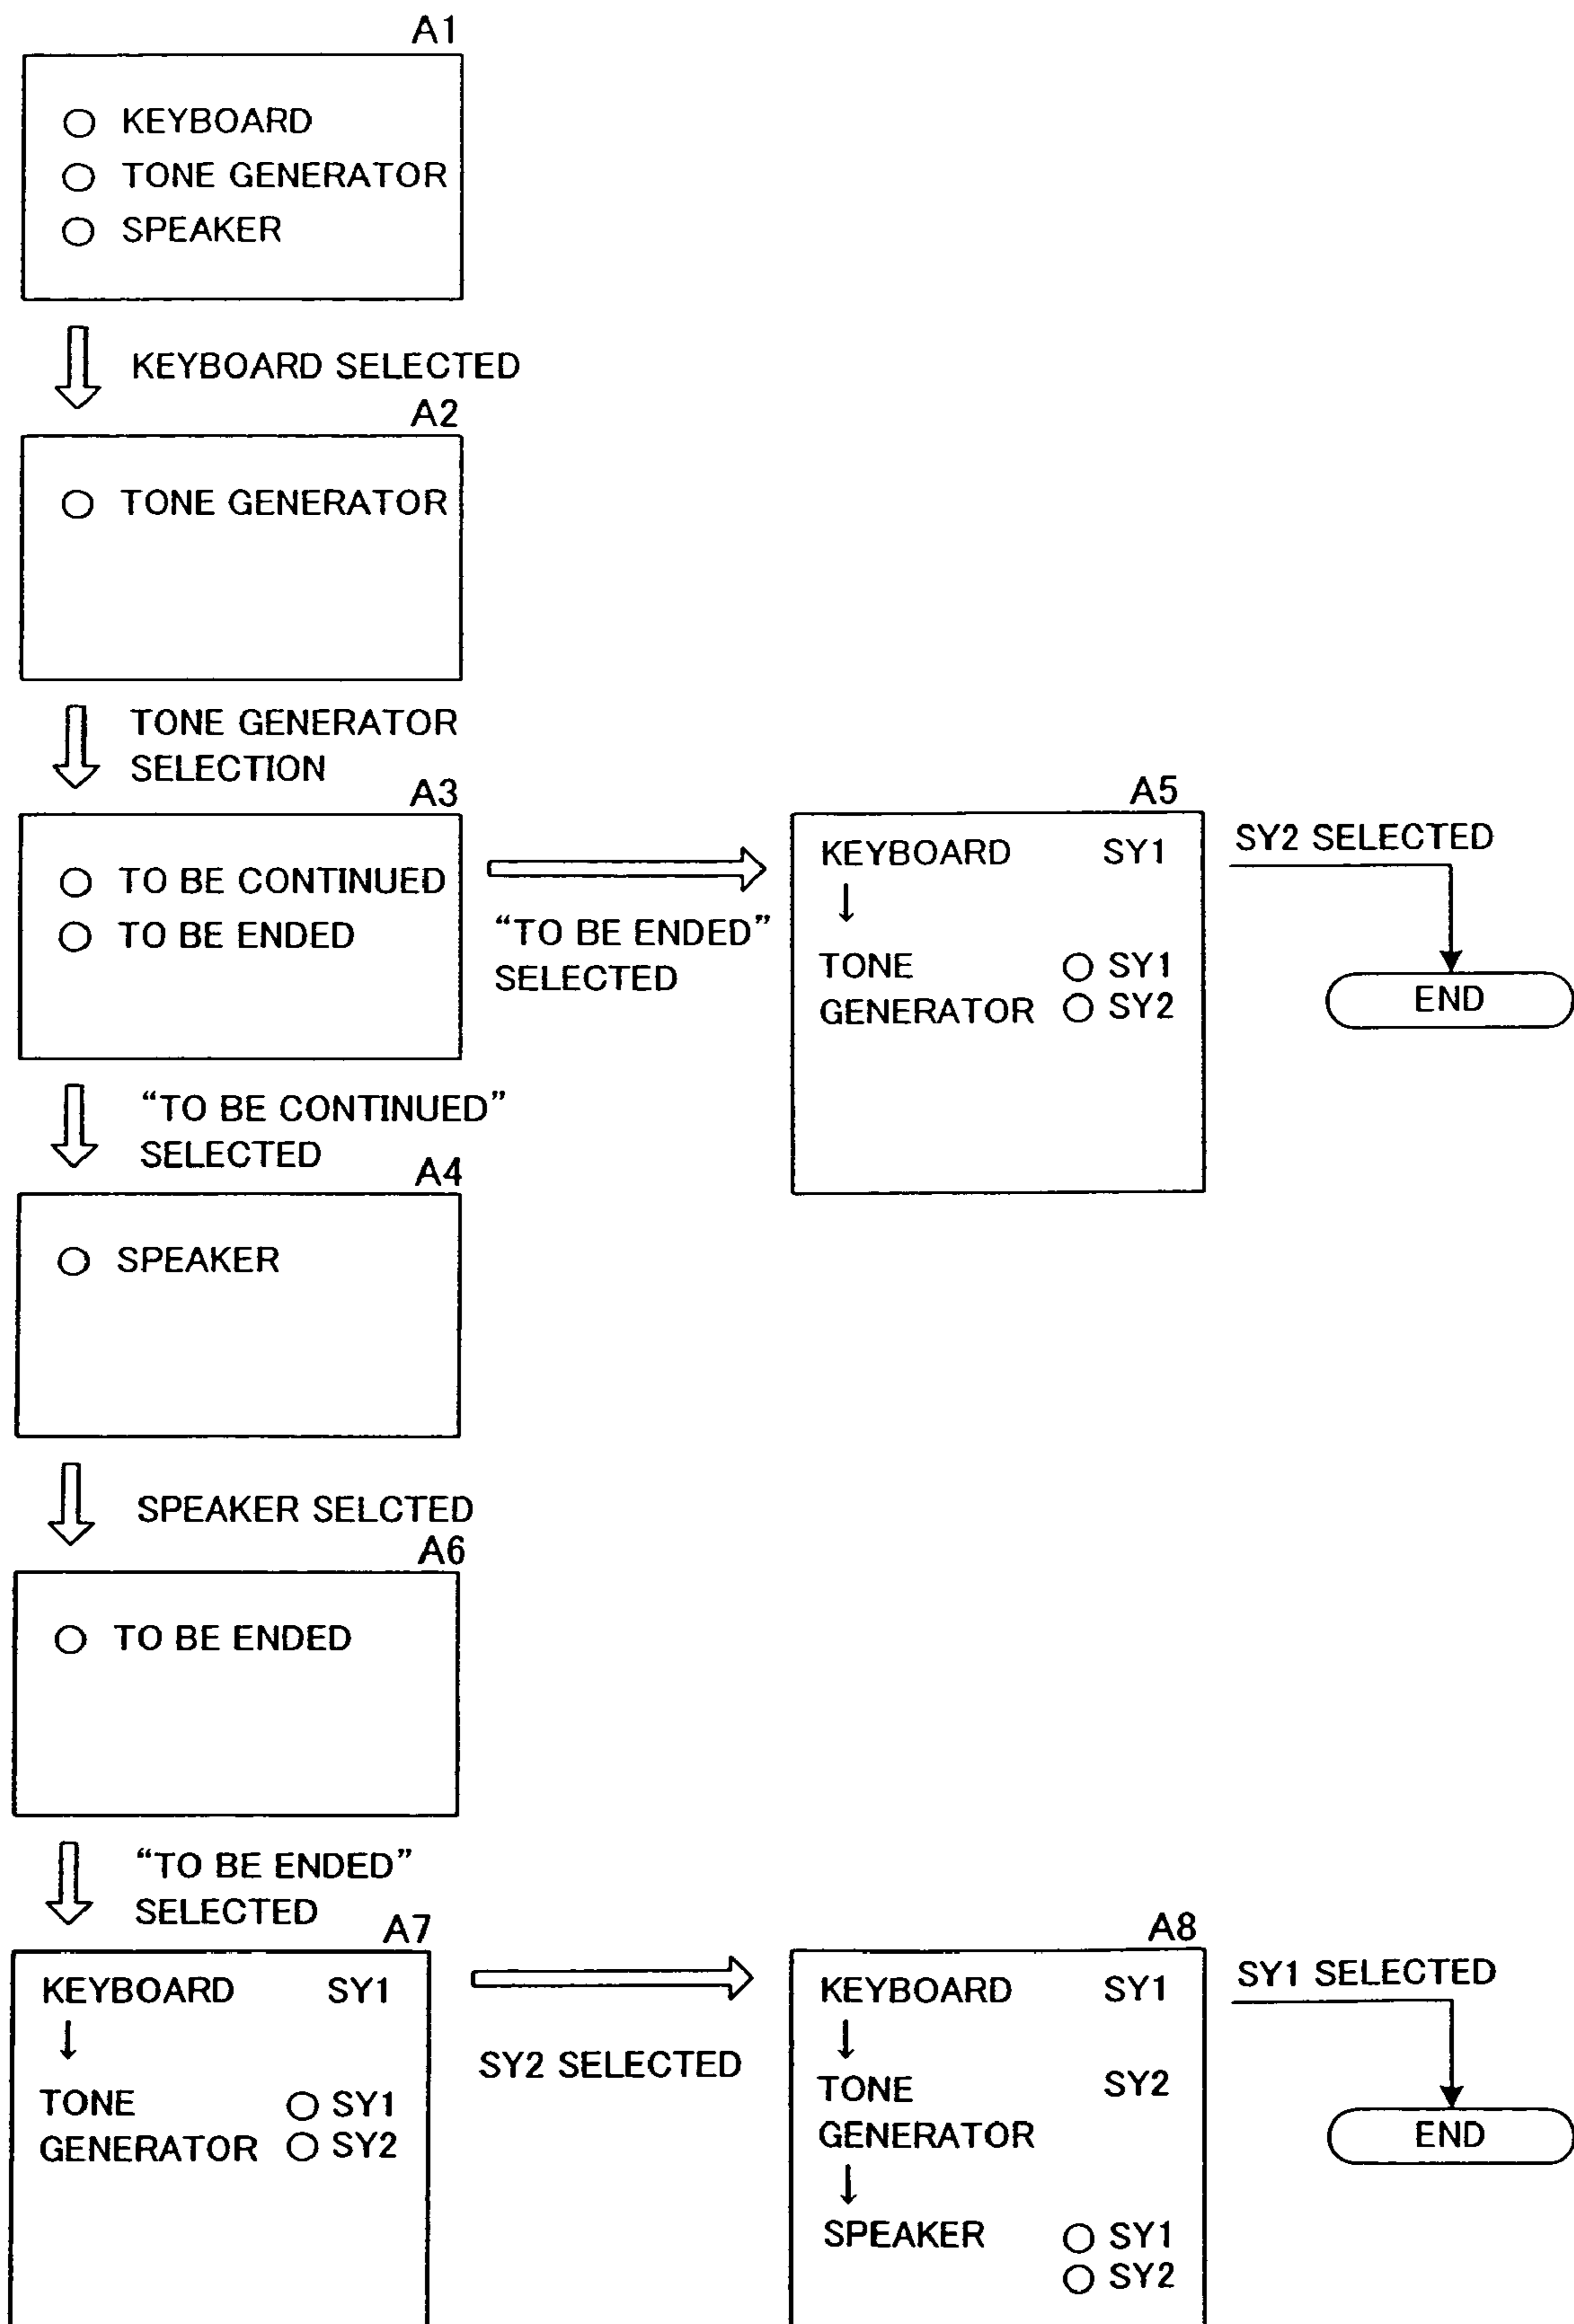 A1
○ KEYBOARD
○ TONE GENERATOR
○ SPEAKER
KEYBOARD SELECTED
A2
○ TONE GENERATOR
TONE GENERATOR
SELECTION
A3
○ TO BE CONTINUED
○ TO BE ENDED
“TO BE ENDED”
SELECTED
A5
KEYBOARD SY1
↓
TONE ○ SY1
GENERATOR ○ SY2
SY2 SELECTED
END
“TO BE CONTINUED”
SELECTED
A4
○ SPEAKER
SPEAKER SELCTED
A6
○ TO BE ENDED
“TO BE ENDED”
SELECTED
A7
KEYBOARD SY1
↓
TONE ○ SY1
GENERATOR ○ SY2
SY2 SELECTED
A8
KEYBOARD SY1
↓
TONE SY2
GENERATOR
↓
SPEAKER ○ SY1
○ SY2
SY1 SELECTED
END